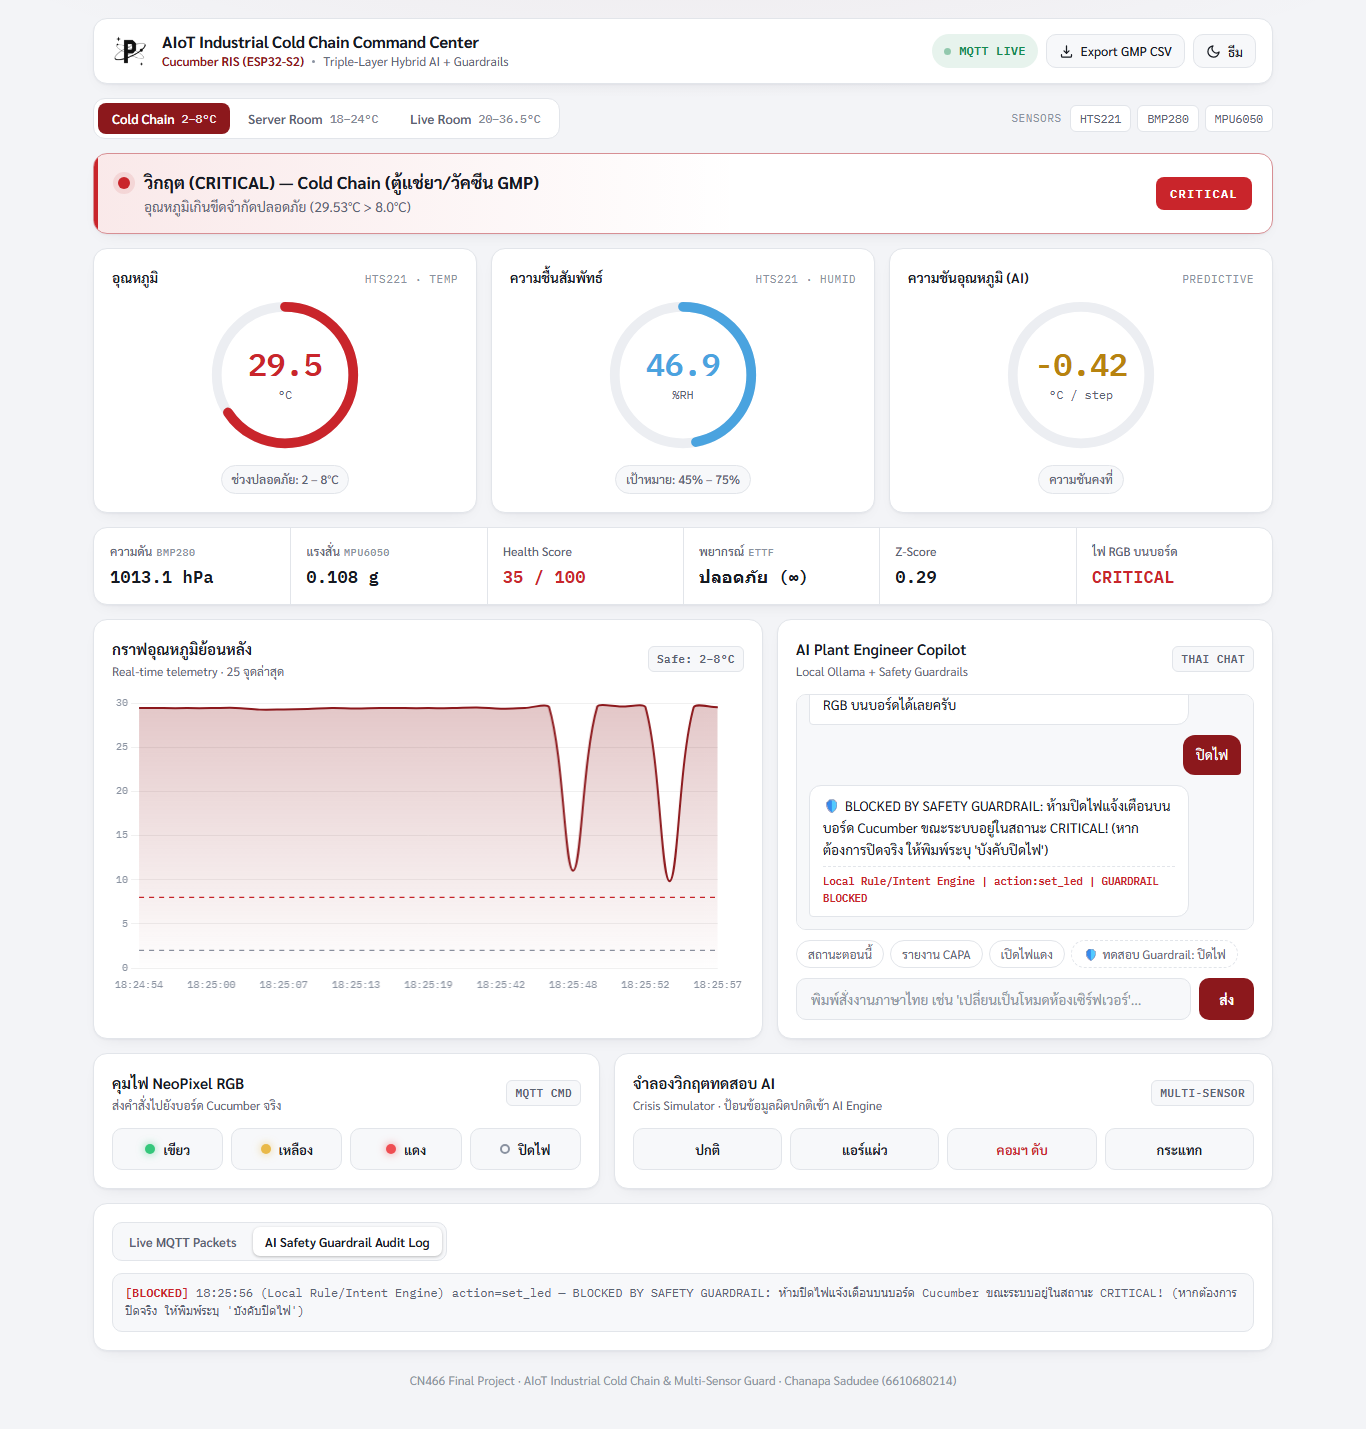 AIoT Industrial Cold Chain Command Center
Cucumber RIS (ESP32-S2) • Triple-Layer Hybrid AI + Guardrails
MQTT LIVE
Export GMP CSV
ธีม
Cold Chain 2–8°C
Server Room 18–24°C
Live Room 20–36.5°C
SENSORS HTS221 BMP280 MPU6050
วิกฤต (CRITICAL) — Cold Chain (ตู้แช่ยา/วัคซีน GMP)
อุณหภูมิเกินขีดจำกัดปลอดภัย (29.53°C > 8.0°C)
CRITICAL
อุณหภูมิ
HTS221 · TEMP
29.5
°C
ช่วงปลอดภัย: 2 – 8°C
ความชื้นสัมพัทธ์
HTS221 · HUMID
46.9
%RH
เป้าหมาย: 45% – 75%
ความชันอุณหภูมิ (AI)
PREDICTIVE
-0.42
°C / step
ความชันคงที่
ความดัน BMP280
1013.1 hPa
แรงสั่น MPU6050
0.108 g
Health Score
35 / 100
พยากรณ์ ETTF
ปลอดภัย (∞)
Z-Score
0.29
ไฟ RGB บนบอร์ด
CRITICAL
กราฟอุณหภูมิย้อนหลัง
Real-time telemetry · 25 จุดล่าสุด
Safe: 2–8°C
30
25
20
15
10
5
0
18:24:54 18:25:00 18:25:07 18:25:13 18:25:19 18:25:42 18:25:48 18:25:52 18:25:57
AI Plant Engineer Copilot
Local Ollama + Safety Guardrails
THAI CHAT
RGB บนบอร์ดได้เลยครับ
ปิดไฟ
BLOCKED BY SAFETY GUARDRAIL: ห้ามปิดไฟแจ้งเตือนบน
บอร์ด Cucumber ขณะระบบอยู่ในสถานะ CRITICAL! (หาก
ต้องการปิดจริง ให้พิมพ์ระบุ 'บังคับปิดไฟ')
Local Rule/Intent Engine | action:set_led | GUARDRAIL
BLOCKED
สถานะตอนนี้
รายงาน CAPA
เปิดไฟแดง
ทดสอบ Guardrail: ปิดไฟ
พิมพ์สั่งงานภาษาไทย เช่น 'เปลี่ยนเป็นโหมดห้องเซิร์ฟเวอร์'...
ส่ง
คุมไฟ NeoPixel RGB
ส่งคำสั่งไปยังบอร์ด Cucumber จริง
MQTT CMD
เขียว
เหลือง
แดง
ปิดไฟ
จำลองวิกฤตทดสอบ AI
Crisis Simulator · ป้อนข้อมูลผิดปกติเข้า AI Engine
MULTI-SENSOR
ปกติ
แอร์แผ่ว
คอมฯ ดับ
กระแทก
Live MQTT Packets
AI Safety Guardrail Audit Log
[BLOCKED] 18:25:56 (Local Rule/Intent Engine) action=set_led — BLOCKED BY SAFETY GUARDRAIL: ห้ามปิดไฟแจ้งเตือนบนบอร์ด Cucumber ขณะระบบอยู่ในสถานะ CRITICAL! (หากต้องการ
ปิดจริง ให้พิมพ์ระบุ 'บังคับปิดไฟ')
CN466 Final Project · AIoT Industrial Cold Chain & Multi-Sensor Guard · Chanapa Sadudee (6610680214)